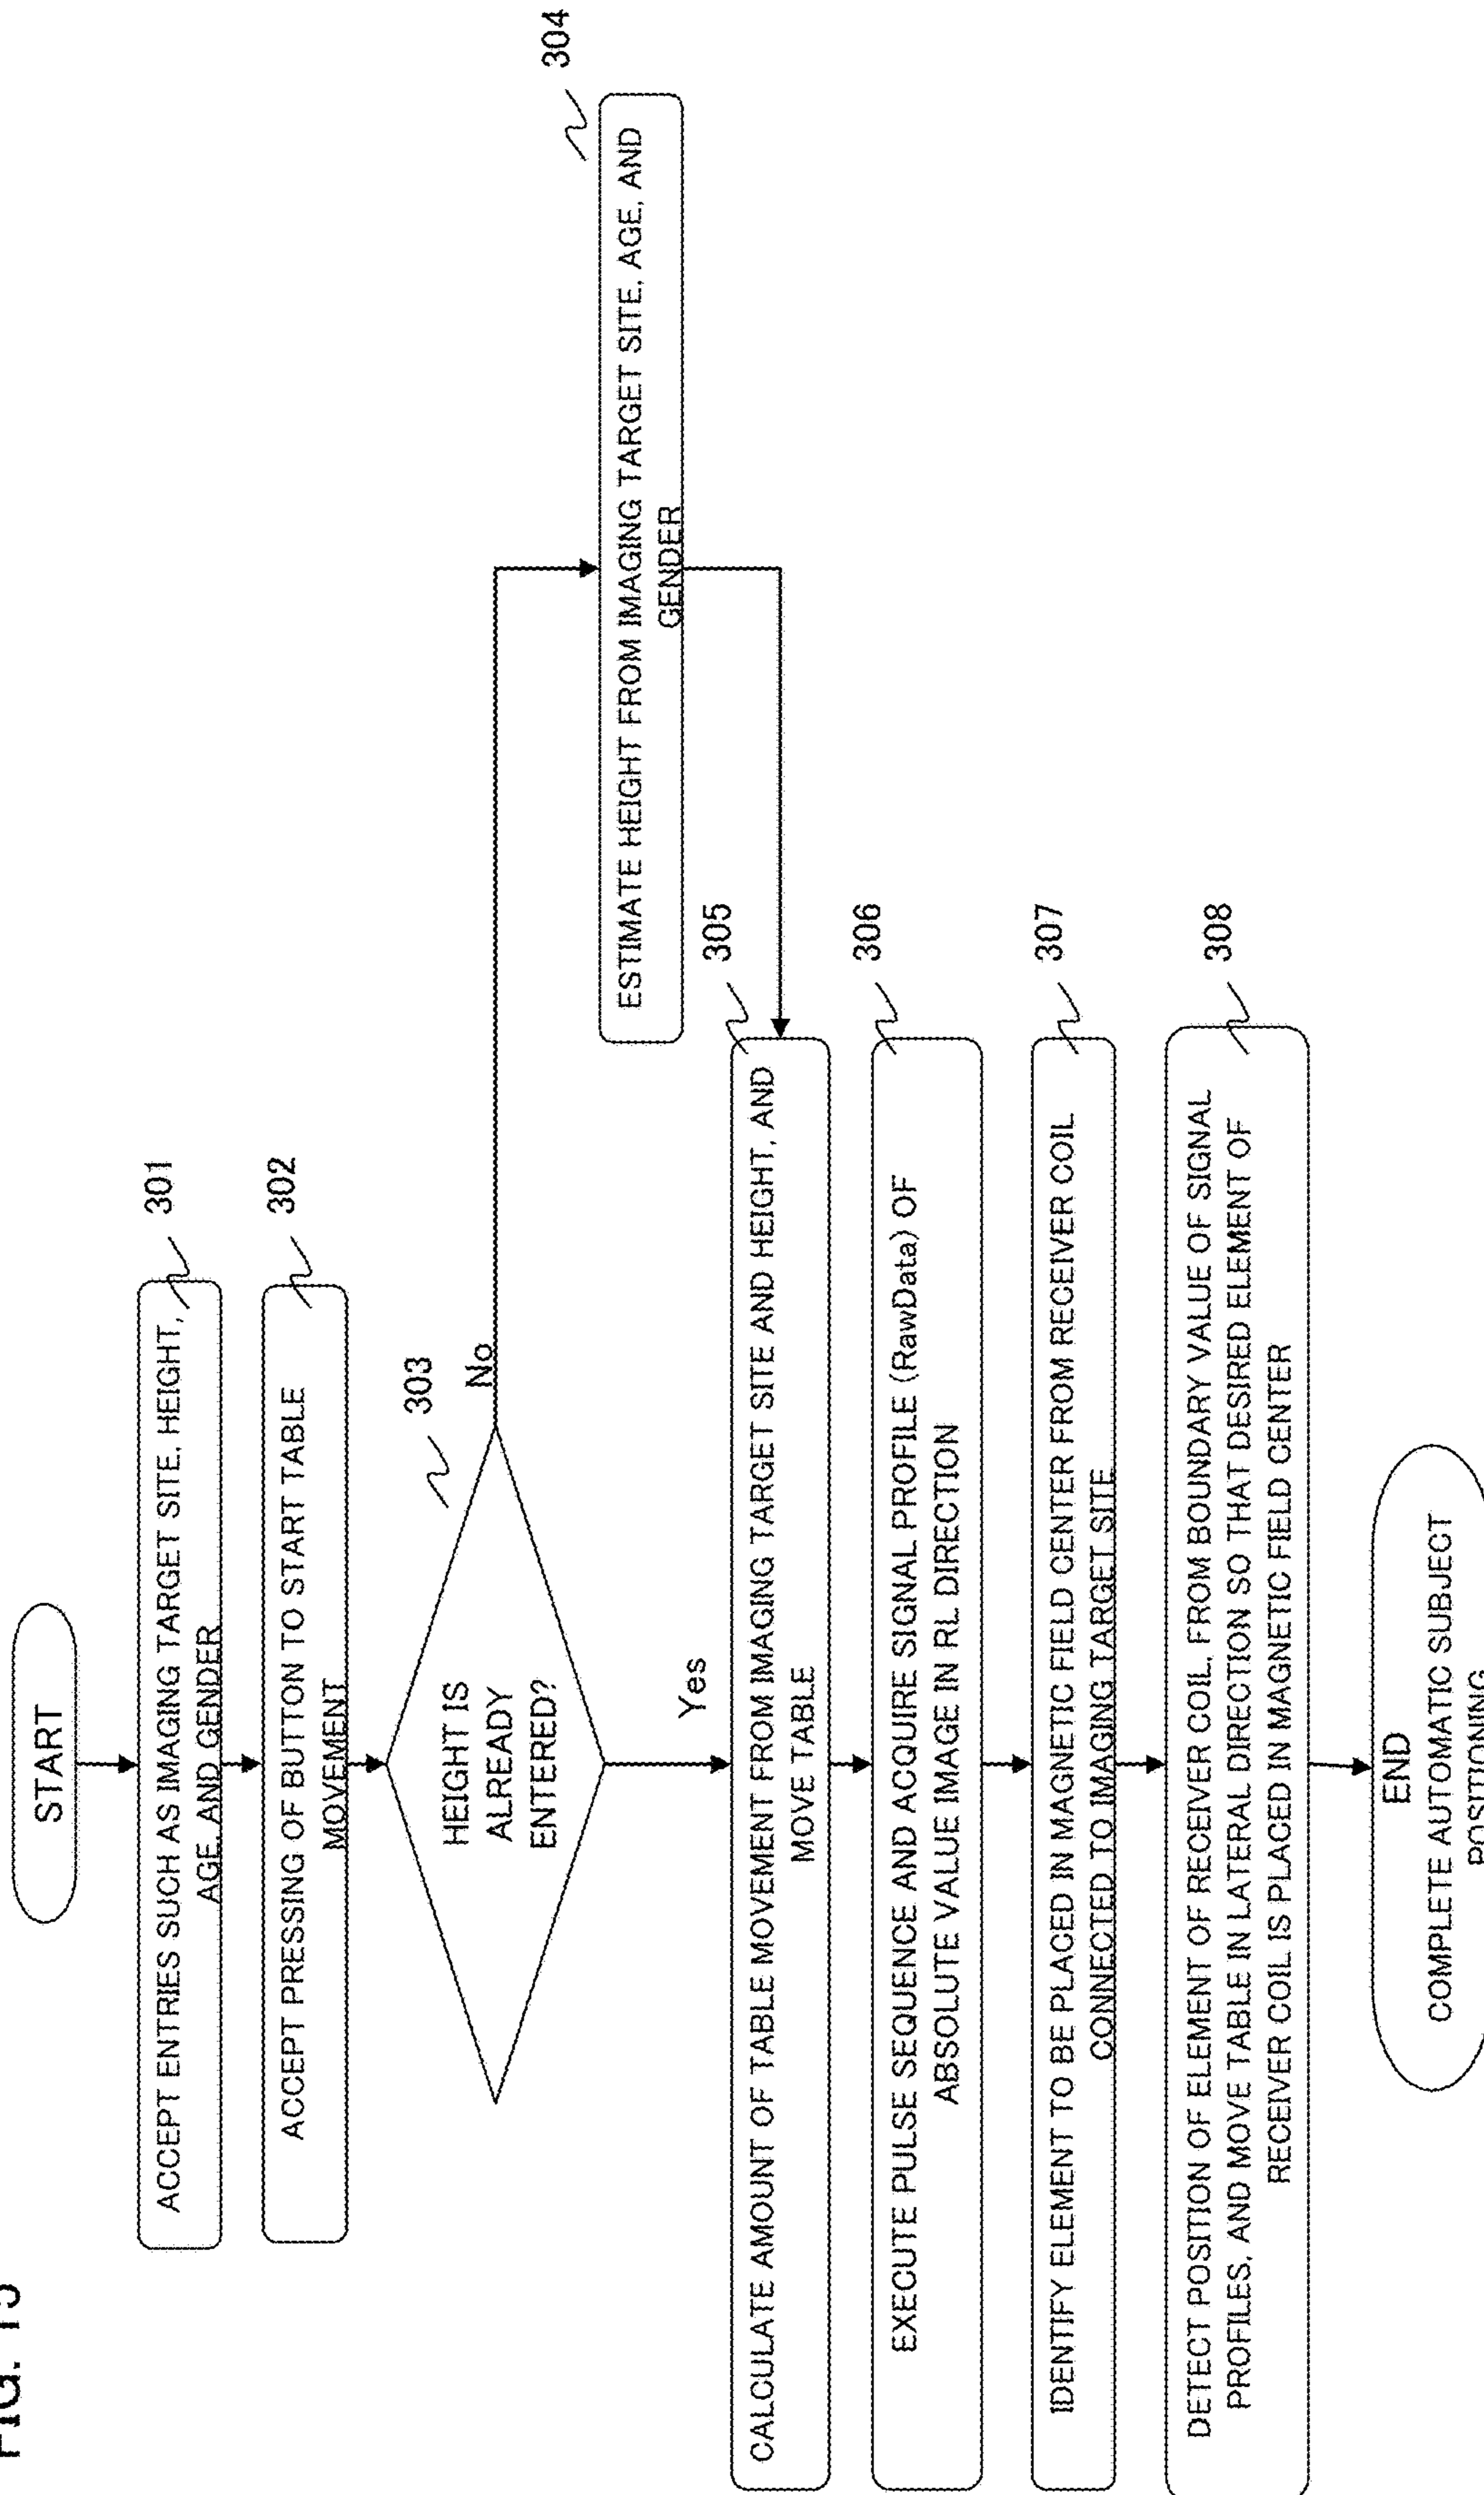 FIG. 15
START
ACCEPT ENTRIES SUCH AS IMAGING TARGET SITE, HEIGHT,
AGE, AND GENDER
301
ACCEPT PRESSING OF BUTTON TO START TABLE
MOVEMENT
302
HEIGHT IS
ALREADY
ENTERED?
303
No
Yes
ESTIMATE HEIGHT FROM IMAGING TARGET SITE, AGE, AND
GENDER
304
CALCULATE AMOUNT OF TABLE MOVEMENT FROM IMAGING TARGET SITE AND HEIGHT, AND
MOVE TABLE
305
EXECUTE PULSE SEQUENCE AND ACQUIRE SIGNAL PROFILE (RawData) OF
ABSOLUTE VALUE IMAGE IN RL DIRECTION
306
IDENTIFY ELEMENT TO BE PLACED IN MAGNETIC FIELD CENTER FROM RECEIVER COIL
CONNECTED TO IMAGING TARGET SITE
307
DETECT POSITION OF ELEMENT OF RECEIVER COIL, FROM BOUNDARY VALUE OF SIGNAL
PROFILES, AND MOVE TABLE IN LATERAL DIRECTION SO THAT DESIRED ELEMENT OF
RECEIVER COIL IS PLACED IN MAGNETIC FIELD CENTER
308
END
COMPLETE AUTOMATIC SUBJECT
POSITIONING